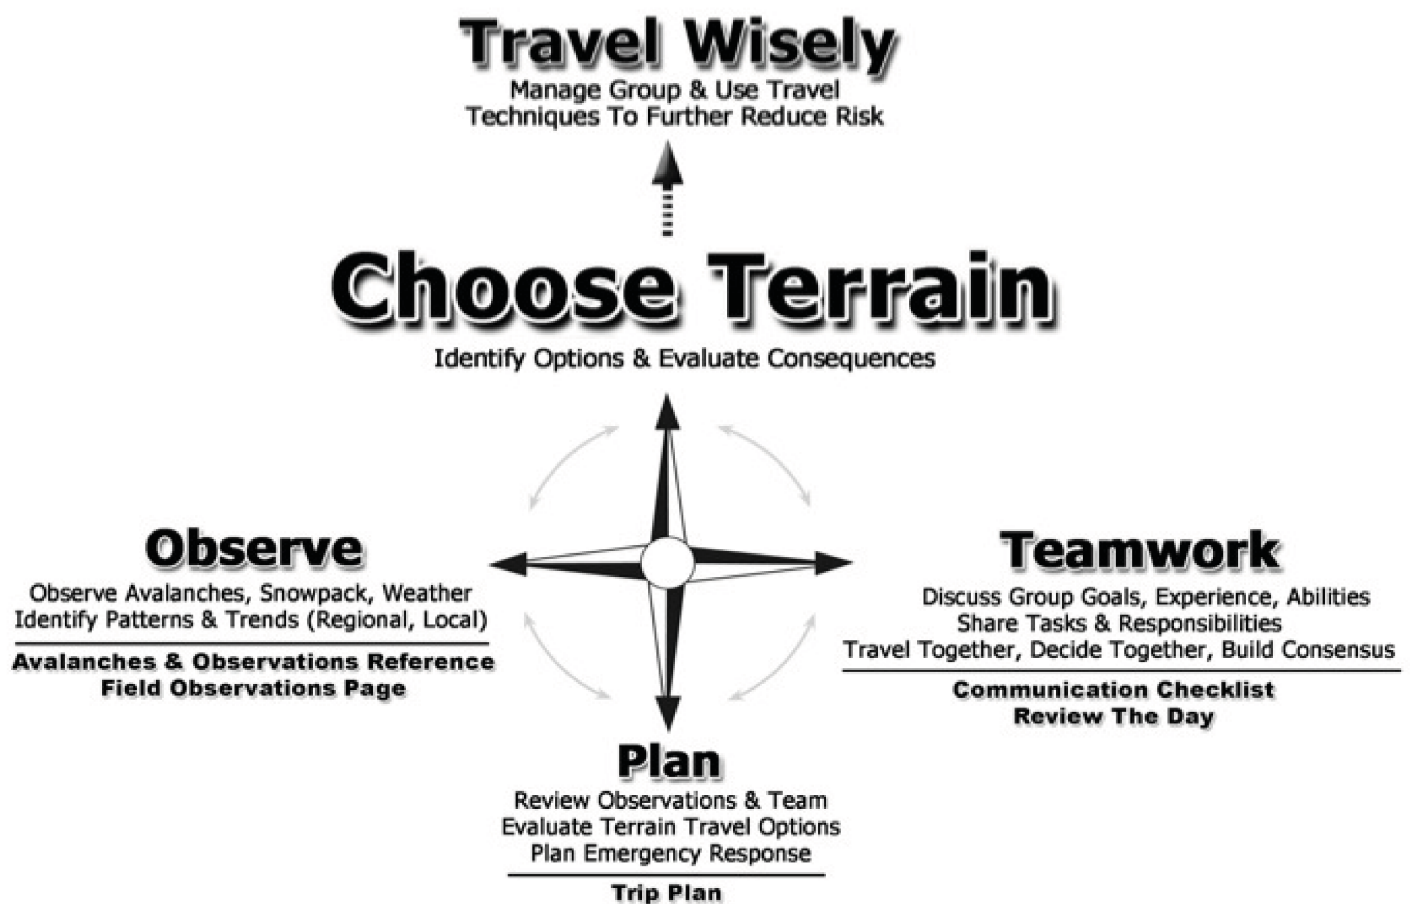 Travel Wisely
Manage Group & Use Travel
Techniques To Further Reduce Risk
Choose Terrain
Identify Options & Evaluate Consequences
Observe
Observe Avalanches, Snowpack, Weather
Identify Patterns & Trends (Regional, Local)
Avalanches & Observations Reference
Field Observations Page
Teamwork
Discuss Group Goals, Experience, Abilities
Share Tasks & Responsibilities
Travel Together, Decide Together, Build Consensus
Communication Checklist
Review The Day
Plan
Review Observations & Team
Evaluate Terrain Travel Options
Plan Emergency Response
Trip Plan